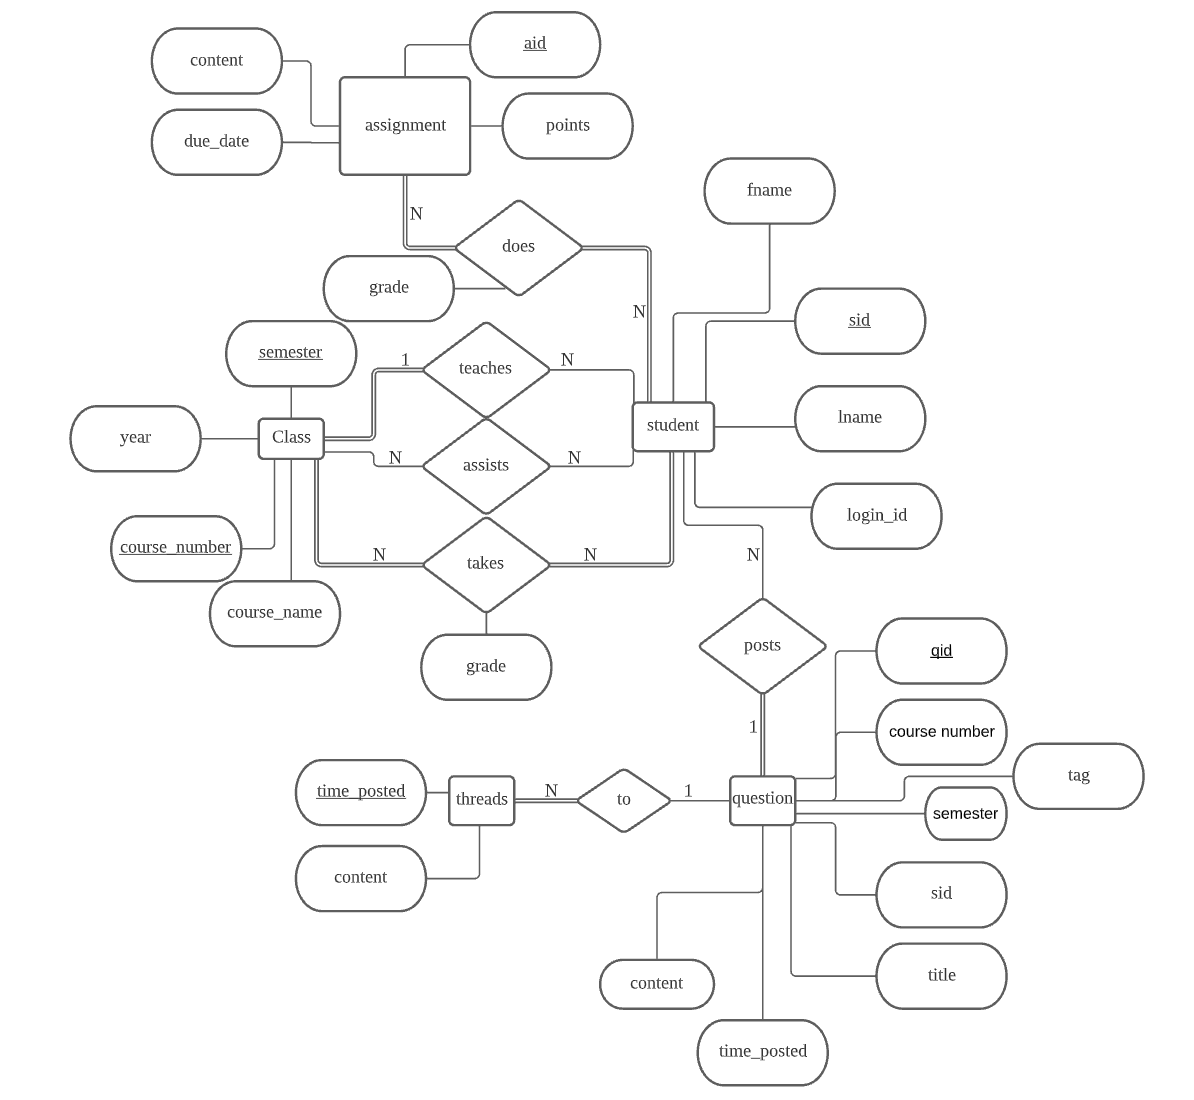 aid
content
assignment
points
due_date
fname
N
does
grade
N
sid
semester
1
teaches
N
lname
student
year
Class
N
assists
N
login_id
course_number
N
takes
N
N
course_name
posts
qid
grade
1
course number
tag
time_posted
threads
N
to
1
question
semester
content
sid
content
title
time_posted